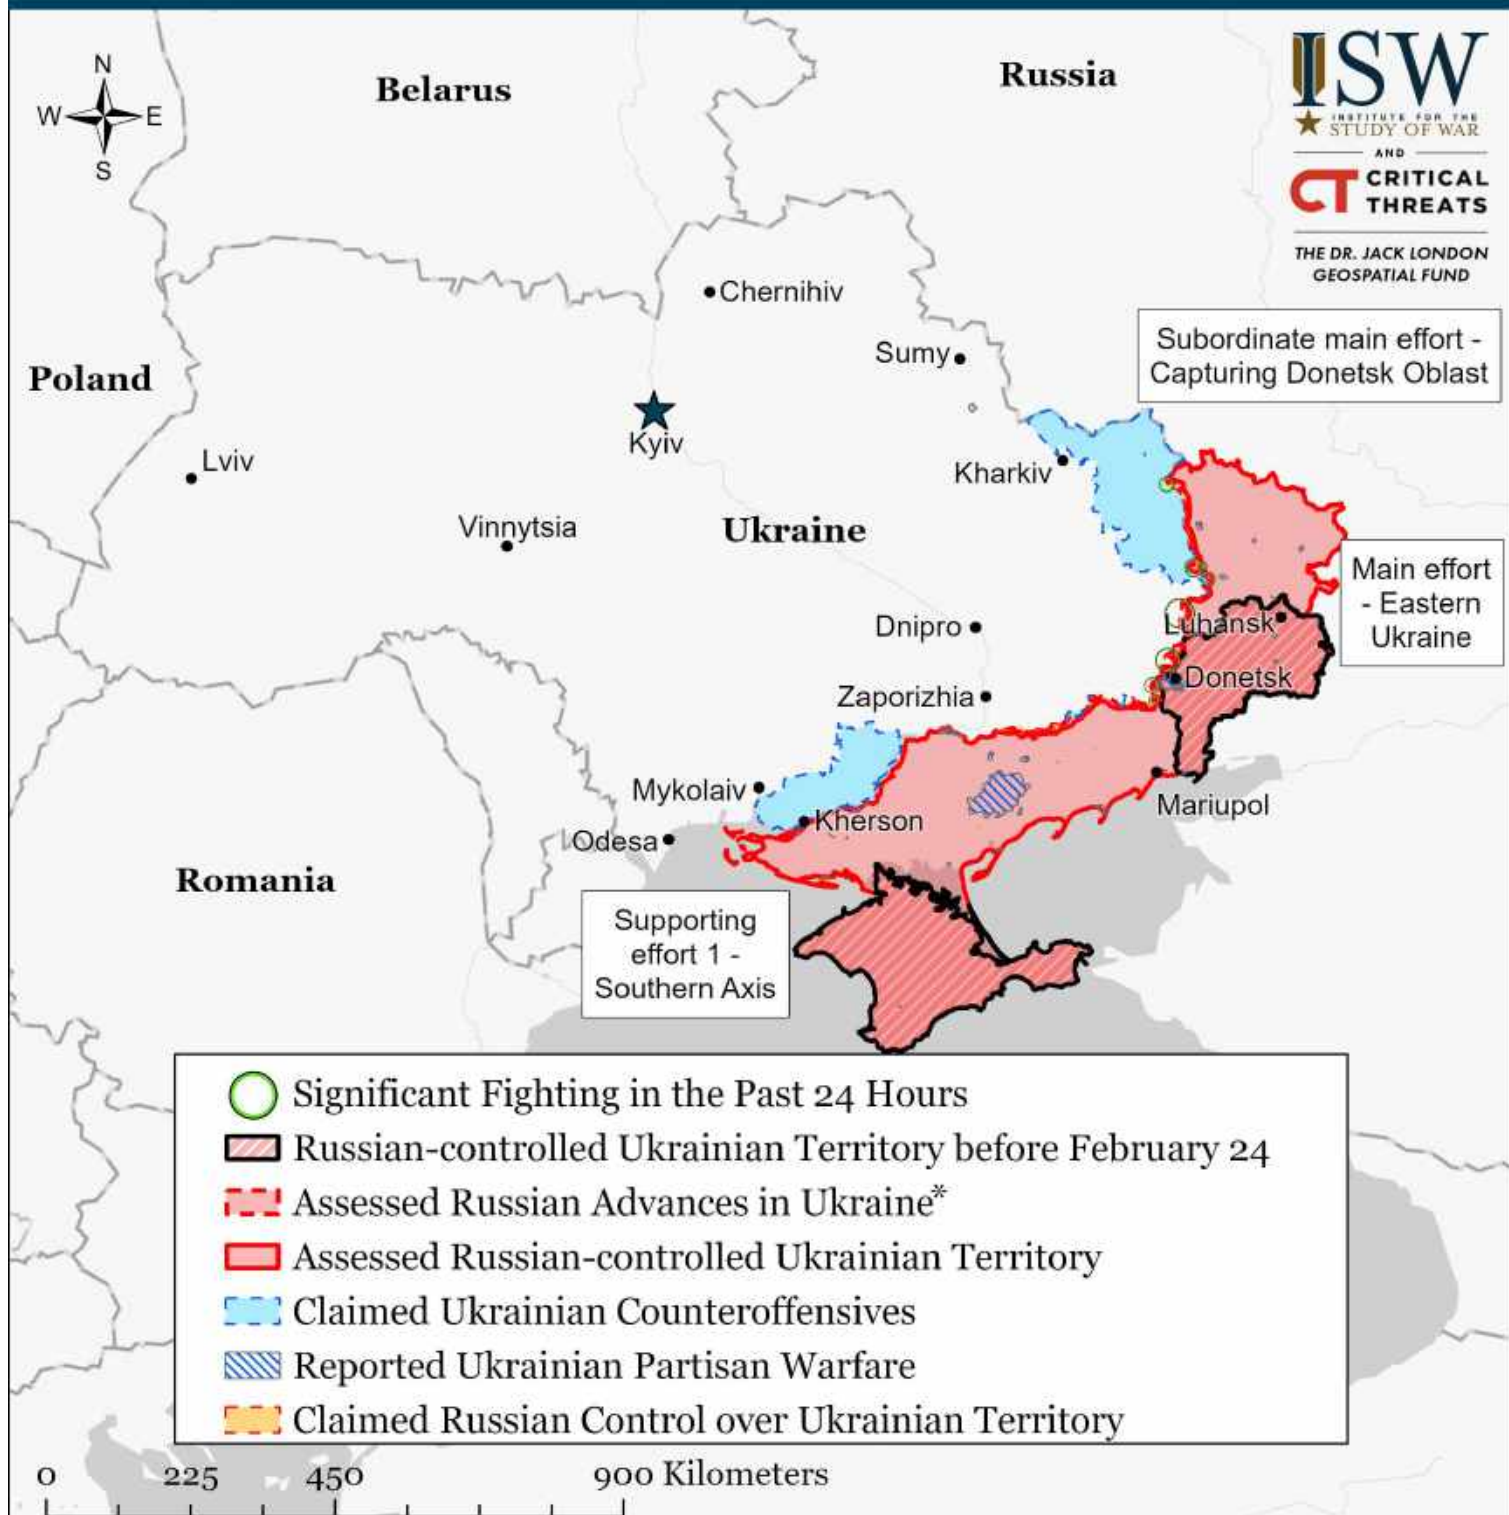 N
W E
S
Belarus
Russia
ISW
INSTITUTE FOR THE
STUDY OF WAR
AND
CT CRITICAL
THREATS
THE DR. JACK LONDON
GEOSPATIAL FUND
Chernihiv
Sumy
Subordinate main effort -
Capturing Donetsk Oblast
Poland
Kyiv
Lviv
Kharkiv
Vinnytsia
Ukraine
Main effort
- Eastern
Ukraine
Dnipro
Luhansk
Donetsk
Zaporizhia
Mykolaiv
Mariupol
Kherson
Odesa
Romania
Supporting
effort 1 -
Southern Axis
Significant Fighting in the Past 24 Hours
Russian-controlled Ukrainian Territory before February 24
Assessed Russian Advances in Ukraine*
Assessed Russian-controlled Ukrainian Territory
Claimed Ukrainian Counteroffensives
Reported Ukrainian Partisan Warfare
Claimed Russian Control over Ukrainian Territory
0 225 450 900 Kilometers